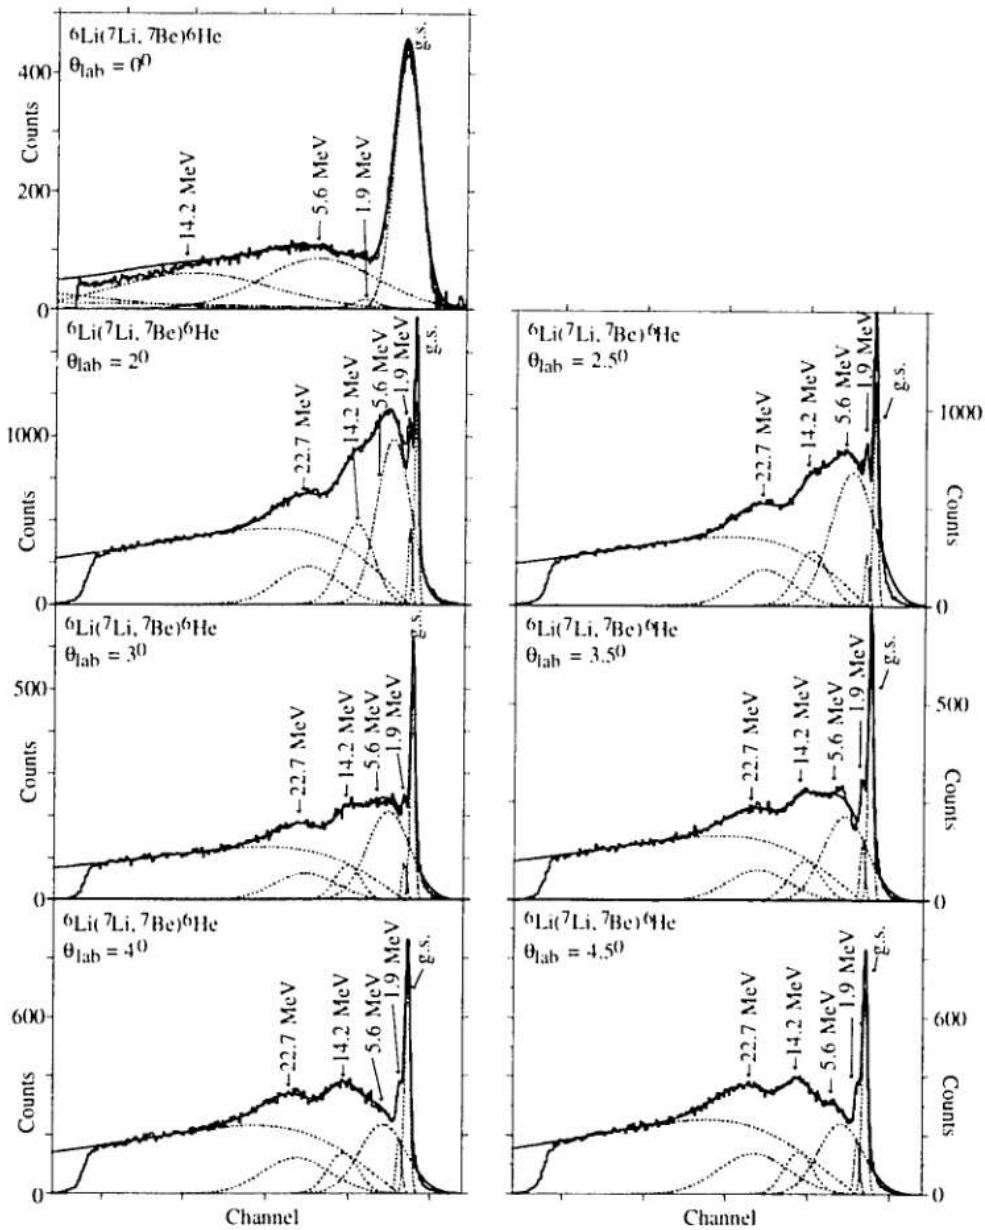 ⁶Li(⁷Li, ⁷Be)⁶He
θlab = 0⁰
g.s.
14.2 MeV
5.6 MeV
1.9 MeV
Counts
400
200
0
⁶Li(⁷Li, ⁷Be)⁶He
θlab = 2⁰
22.7 MeV
14.2 MeV
5.6 MeV
1.9 MeV
g.s.
Counts
1000
0
⁶Li(⁷Li, ⁷Be)⁶He
θlab = 2.5⁰
22.7 MeV
14.2 MeV
5.6 MeV
1.9 MeV
g.s.
1000
Counts
0
⁶Li(⁷Li, ⁷Be)⁶He
θlab = 3⁰
22.7 MeV
14.2 MeV
5.6 MeV
1.9 MeV
g.s.
Counts
500
0
⁶Li(⁷Li, ⁷Be)⁶He
θlab = 3.5⁰
22.7 MeV
14.2 MeV
5.6 MeV
1.9 MeV
g.s.
500
Counts
0
⁶Li(⁷Li, ⁷Be)⁶He
θlab = 4⁰
22.7 MeV
14.2 MeV
5.6 MeV
1.9 MeV
g.s.
Counts
600
0
Channel
⁶Li(⁷Li, ⁷Be)⁶He
θlab = 4.5⁰
22.7 MeV
14.2 MeV
5.6 MeV
1.9 MeV
g.s.
600
Counts
0
Channel